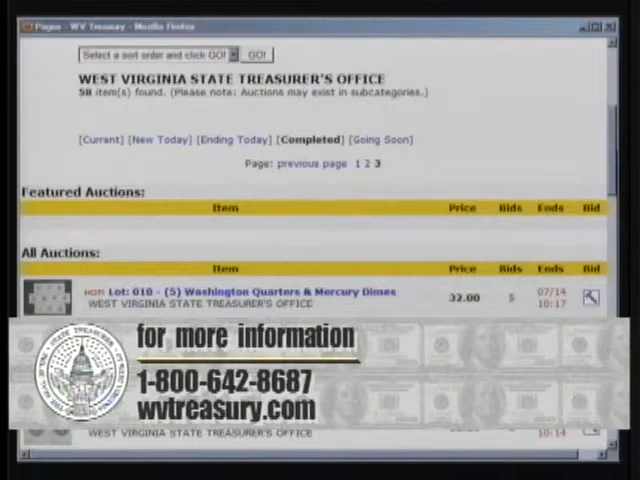 Pages - WV Treasury - Mozilla Firefox
Select a sort order and click GO! GO!
WEST VIRGINIA STATE TREASURER'S OFFICE
58 item(s) found. (Please note: Auctions may exist in subcategories.)
[Current] [New Today] [Ending Today] [Completed] [Going Soon]
Page: previous page 1 2 3
Featured Auctions:
Item Price Bids Ends Bid
All Auctions:
Item Price Bids Ends Bid
HOT! Lot: 010 - (5) Washington Quarters & Mercury Dimes 32.00 5 07/14
WEST VIRGINIA STATE TREASURER'S OFFICE 10:17
for more information
1-800-642-8687
wvtreasury.com
WEST VIRGINIA STATE TREASURER'S OFFICE 10:14